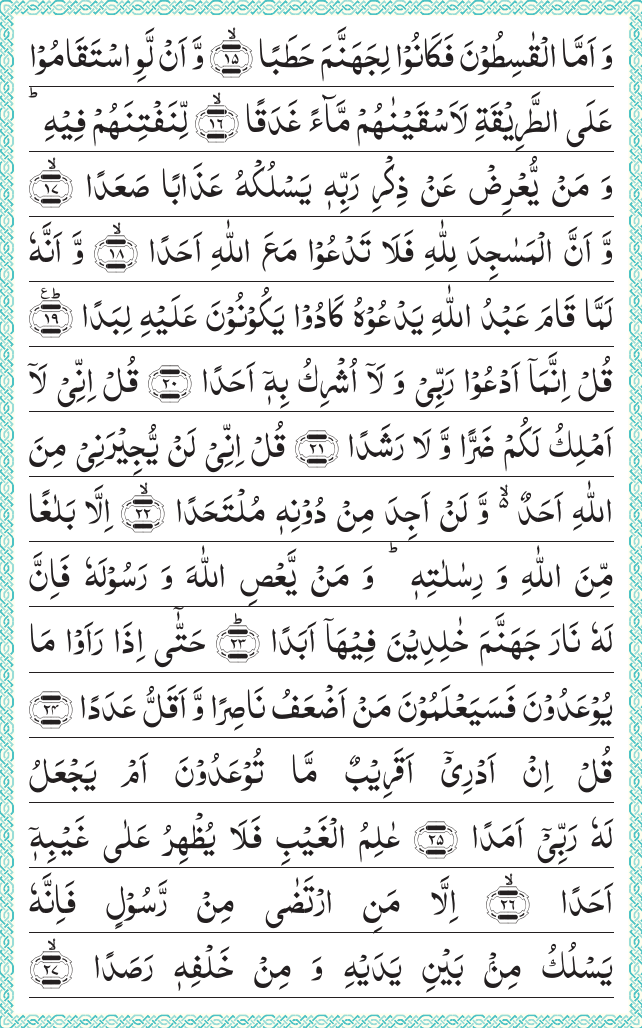 وَ اَمَّا الۡقٰسِطُوۡنَ فَكَانُوۡا لِجَهَنَّمَ حَطَبًا ۙ‏﴿۱۵﴾ وَّ اَنۡ لَّوِ اسۡتَقَامُوۡا
عَلَى الطَّرِيۡقَةِ لَاَسۡقَيۡنٰهُمۡ مَّآءً غَدَقًا ۙ‏﴿۱۶﴾ لِّنَفۡتِنَهُمۡ فِيۡهِ ؕ
وَ مَنۡ يُّعۡرِضۡ عَنۡ ذِكۡرِ رَبِّهٖ يَسۡلُكۡهُ عَذَابًا صَعَدًا ۙ‏﴿۱۷﴾
وَّ اَنَّ الۡمَسٰجِدَ لِلّٰهِ فَلَا تَدۡعُوۡا مَعَ اللّٰهِ اَحَدًا ۙ‏﴿۱۸﴾ وَّ اَنَّهٗ
لَمَّا قَامَ عَبۡدُ اللّٰهِ يَدۡعُوۡهُ كَادُوۡا يَكُوۡنُوۡنَ عَلَيۡهِ لِبَدًا ؕ‏﴿۱۹﴾
قُلۡ اِنَّمَاۤ اَدۡعُوۡا رَبِّىۡ وَ لَاۤ اُشۡرِكُ بِهٖۤ اَحَدًا ‏﴿۲۰﴾ قُلۡ اِنِّىۡ لَاۤ
اَمۡلِكُ لَكُمۡ ضَرًّا وَّ لَا رَشَدًا ‏﴿۲۱﴾ قُلۡ اِنِّىۡ لَنۡ يُّجِيۡرَنِىۡ مِنَ
اللّٰهِ اَحَدٌ ۙ۬ وَّ لَنۡ اَجِدَ مِنۡ دُوۡنِهٖ مُلۡتَحَدًا ۙ‏﴿۲۲﴾ اِلَّا بَلٰغًا
مِّنَ اللّٰهِ وَ رِسٰلٰتِهٖ ؕ وَ مَنۡ يَّعۡصِ اللّٰهَ وَ رَسُوۡلَهٗ فَاِنَّ
لَهٗ نَارَ جَهَنَّمَ خٰلِدِيۡنَ فِيۡهَاۤ اَبَدًا ؕ‏﴿۲۳﴾ حَتّٰۤى اِذَا رَاَوۡا مَا
يُوۡعَدُوۡنَ فَسَيَعۡلَمُوۡنَ مَنۡ اَضۡعَفُ نَاصِرًا وَّ اَقَلُّ عَدَدًا ‏﴿۲۴﴾
قُلۡ اِنۡ اَدۡرِىۡۤ اَقَرِيۡبٌ مَّا تُوۡعَدُوۡنَ اَمۡ يَجۡعَلُ
لَهٗ رَبِّىۡۤ اَمَدًا ‏﴿۲۵﴾ عٰلِمُ الۡغَيۡبِ فَلَا يُظۡهِرُ عَلٰى غَيۡبِهٖۤ
اَحَدًا ۙ‏﴿۲۶﴾ اِلَّا مَنِ ارۡتَضٰى مِنۡ رَّسُوۡلٍ فَاِنَّهٗ
يَسۡلُكُ مِنۡۢ بَيۡنِ يَدَيۡهِ وَ مِنۡ خَلۡفِهٖ رَصَدًا ۙ‏﴿۲۷﴾